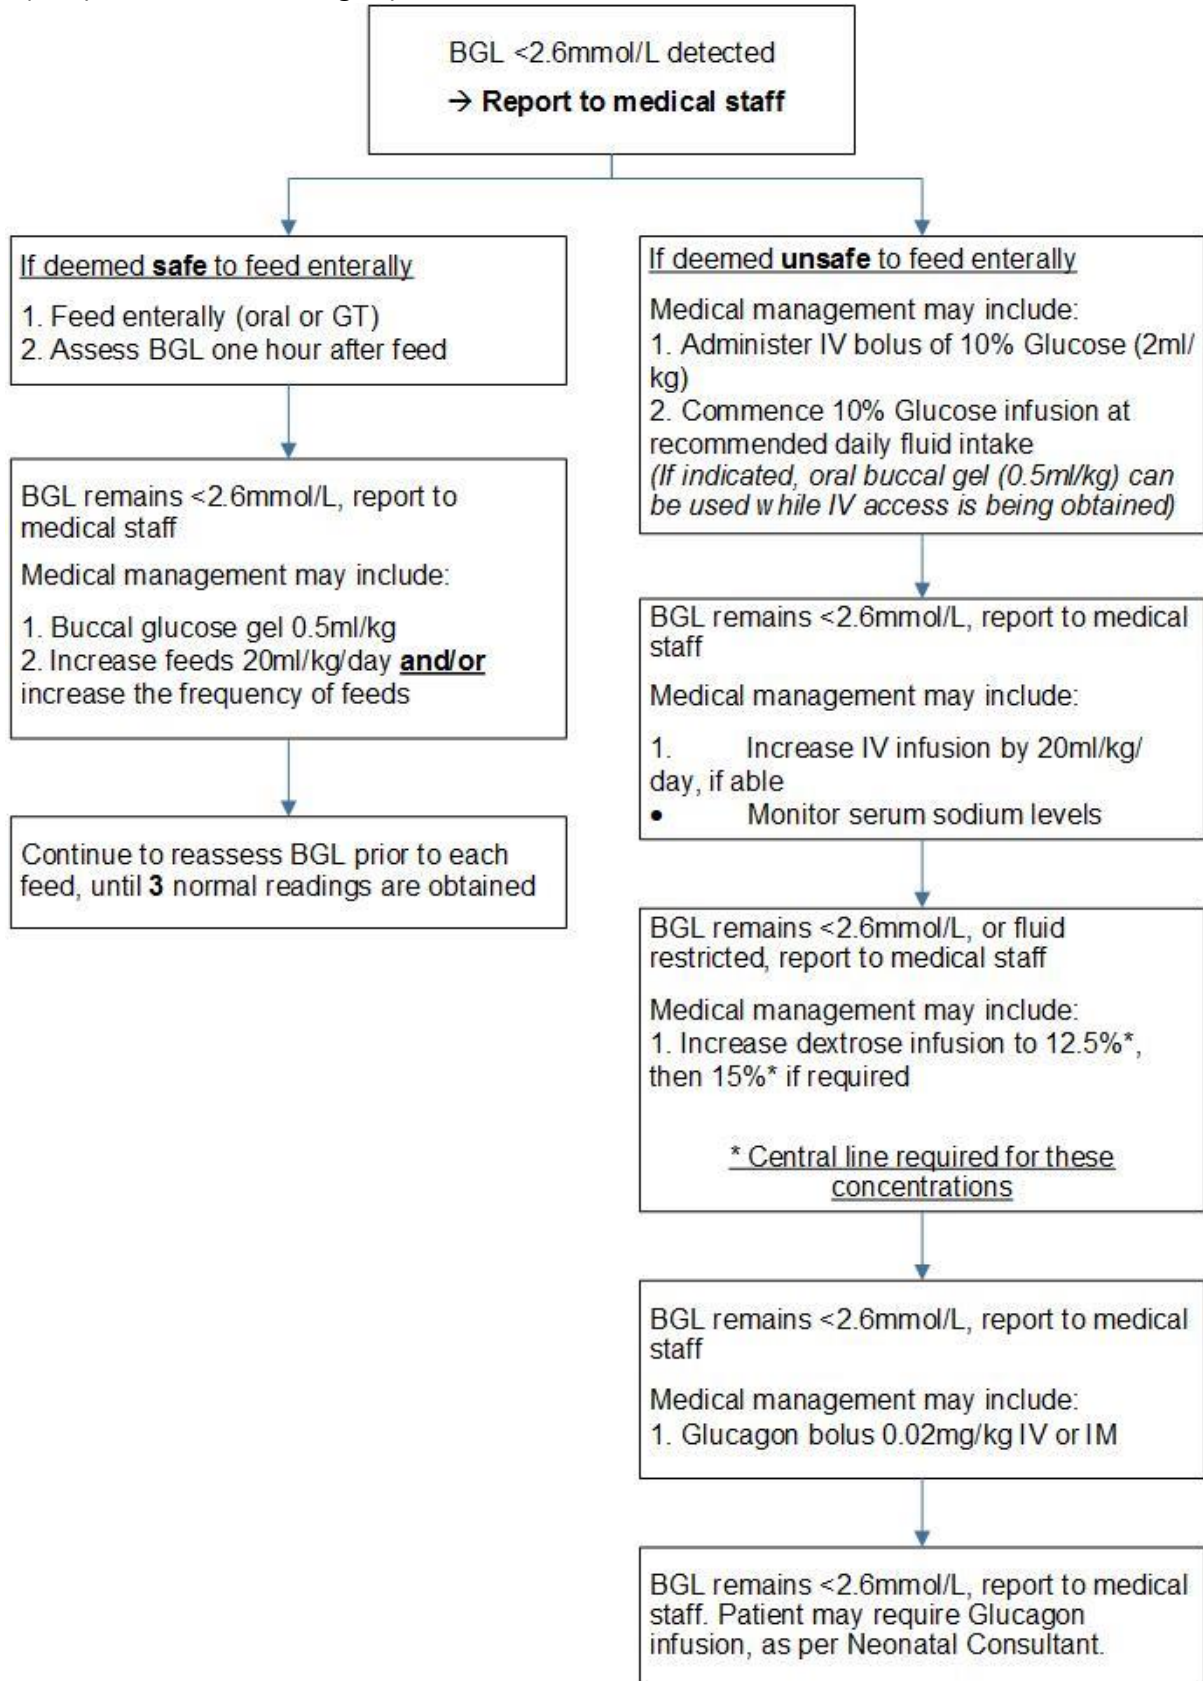 BGL <2.6mmol/L detected
→ Report to medical staff
If deemed safe to feed enterally
1. Feed enterally (oral or GT)
2. Assess BGL one hour after feed
BGL remains <2.6mmol/L, report to
medical staff
Medical management may include:
1. Buccal glucose gel 0.5ml/kg
2. Increase feeds 20ml/kg/day and/or
increase the frequency of feeds
Continue to reassess BGL prior to each
feed, until 3 normal readings are obtained
If deemed unsafe to feed enterally
Medical management may include:
1. Administer IV bolus of 10% Glucose (2ml/
kg)
2. Commence 10% Glucose infusion at
recommended daily fluid intake
(If indicated, oral buccal gel (0.5ml/kg) can
be used while IV access is being obtained)
BGL remains <2.6mmol/L, report to medical
staff
Medical management may include:
1. Increase IV infusion by 20ml/kg/
day, if able
• Monitor serum sodium levels
BGL remains <2.6mmol/L, or fluid
restricted, report to medical staff
Medical management may include:
1. Increase dextrose infusion to 12.5%*,
then 15%* if required
* Central line required for these
concentrations
BGL remains <2.6mmol/L, report to medical
staff
Medical management may include:
1. Glucagon bolus 0.02mg/kg IV or IM
BGL remains <2.6mmol/L, report to medical
staff. Patient may require Glucagon
infusion, as per Neonatal Consultant.